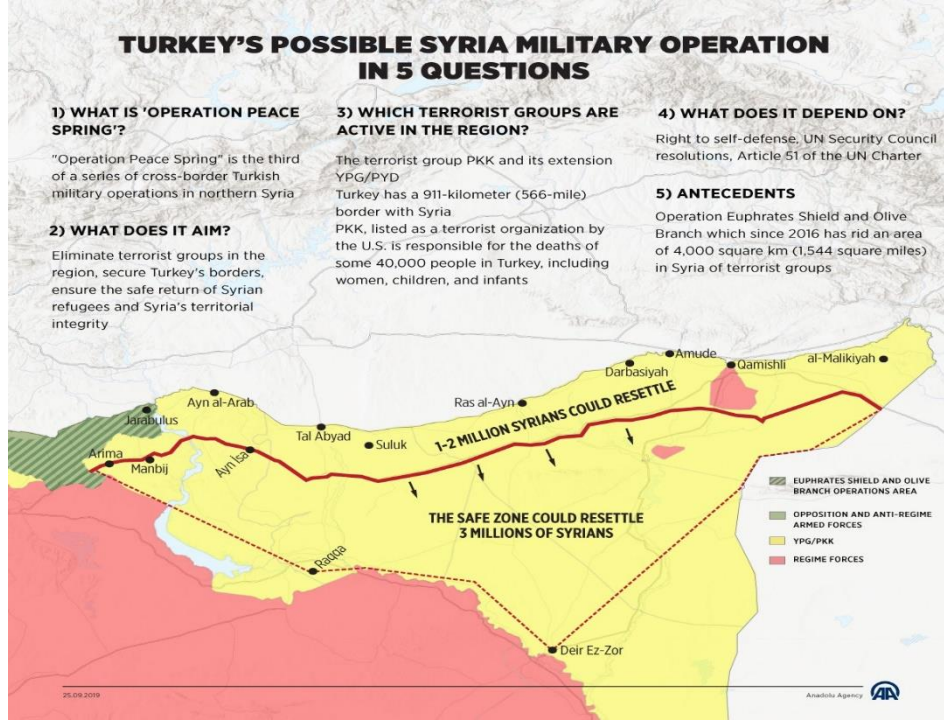 TURKEY'S POSSIBLE SYRIA MILITARY OPERATION
IN 5 QUESTIONS
1) WHAT IS 'OPERATION PEACE
SPRING'?
"Operation Peace Spring" is the third
of a series of cross-border Turkish
military operations in northern Syria
2) WHAT DOES IT AIM?
Eliminate terrorist groups in the
region, secure Turkey's borders,
ensure the safe return of Syrian
refugees and Syria's territorial
integrity
3) WHICH TERRORIST GROUPS ARE
ACTIVE IN THE REGION?
The terrorist group PKK and its extension
YPG/PYD
Turkey has a 911-kilometer (566-mile)
border with Syria
PKK, listed as a terrorist organization by
the U.S. is responsible for the deaths of
some 40,000 people in Turkey, including
women, children, and infants
4) WHAT DOES IT DEPEND ON?
Right to self-defense, UN Security Council
resolutions, Article 51 of the UN Charter
5) ANTECEDENTS
Operation Euphrates Shield and Olive
Branch which since 2016 has rid an area
of 4,000 square km (1,544 square miles)
in Syria of terrorist groups
Amude
al-Malikiyah
Qamishli
Darbasiyah
Ayn al-Arab
Ras al-Ayn
Jarabulus
Tal Abyad
Suluk
1-2 MILLION SYRIANS COULD RESETTLE
Arima
Manbij
Ayn Isa
THE SAFE ZONE COULD RESETTLE
3 MILLIONS OF SYRIANS
Raqqa
Deir Ez-Zor
EUPHRATES SHIELD AND OLIVE
BRANCH OPERATIONS AREA
OPPOSITION AND ANTI-REGIME
ARMED FORCES
YPG/PKK
REGIME FORCES
25.09.2019
Anadolu Agency
AA